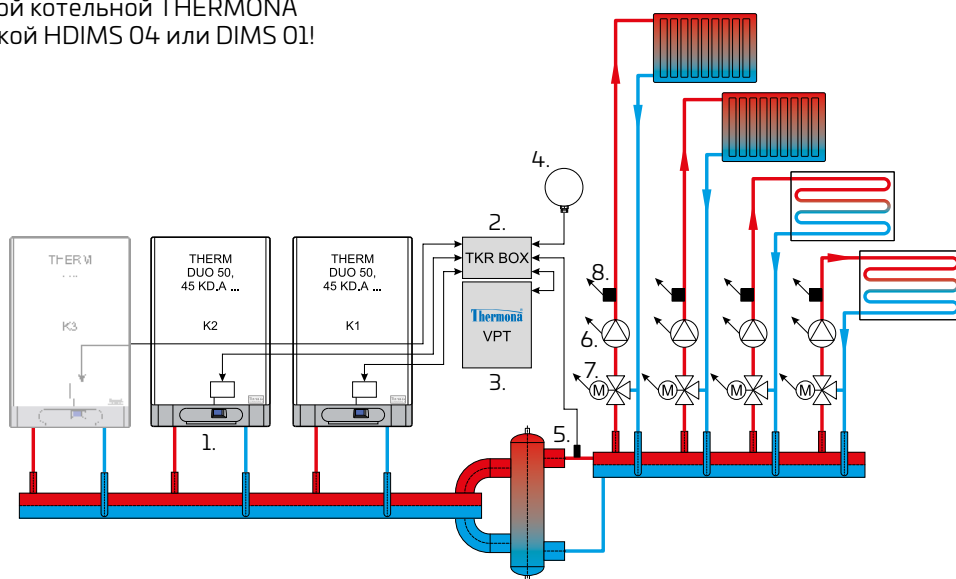 ой котельной THERMONA
кой HDIMS 04 или DIMS 01!
4.
2.
TKR BOX
Thermona
VPT
3.
THERM
...
K3
THERM
DUO 50,
45 KD.A ...
K2
THERM
DUO 50,
45 KD.A ...
K1
1.
5.
8.
6.
7.
M
M
M
M